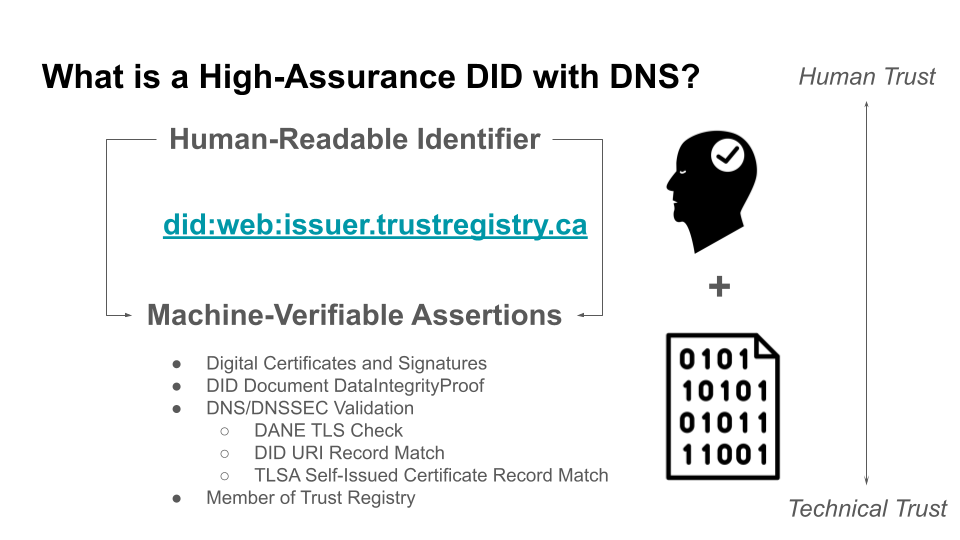 What is a High-Assurance DID with DNS?
Human Trust
Human-Readable Identifier
did:web:issuer.trustregistry.ca
+
Machine-Verifiable Assertions
● Digital Certificates and Signatures
● DID Document DataIntegrityProof
● DNS/DNSSEC Validation
○ DANE TLS Check
○ DID URI Record Match
○ TLSA Self-Issued Certificate Record Match
● Member of Trust Registry
0101
10101
01011
11001
Technical Trust